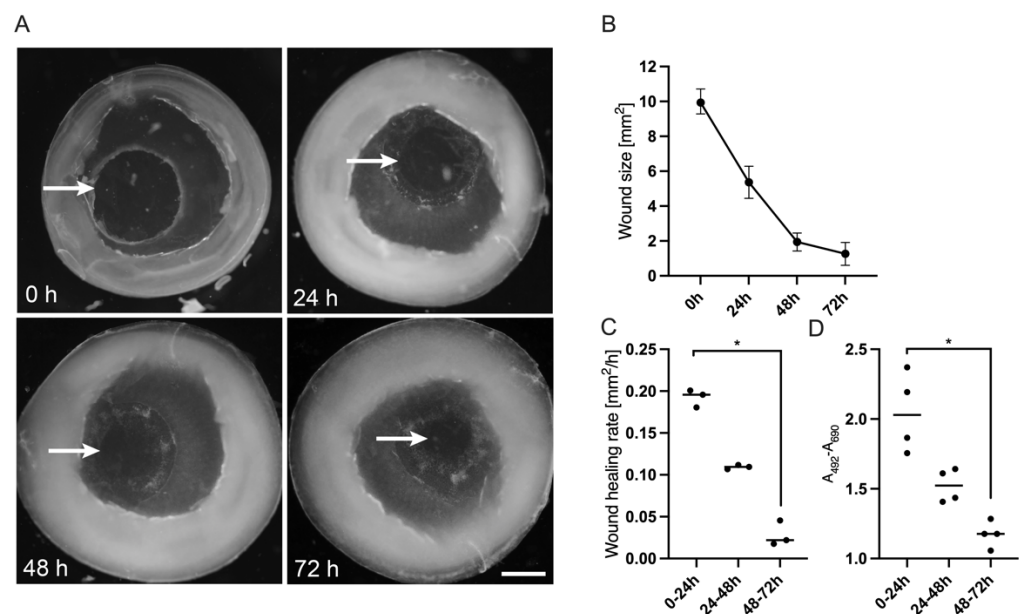 A
0 h
24 h
48 h
72 h
B
Wound size [mm²]
12
10
8
6
4
2
0
0h
24h
48h
72h
C
Wound healing rate [mm²/h]
0.25
0.20
0.15
0.10
0.05
0.00
*
0-24h
24-48h
48-72h
D
A₄₉₂-A₆₉₀
2.5
2.0
1.5
1.0
*
0-24h
24-48h
48-72h